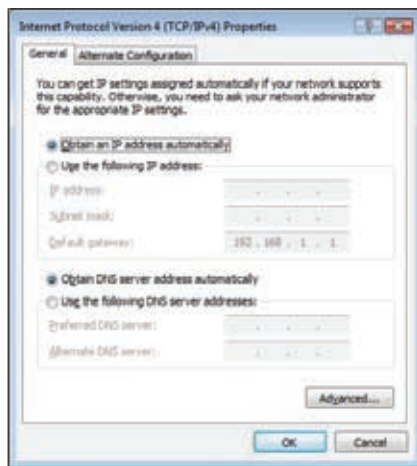 Internet Protocol Version 4 (TCP/IPv4) Properties
General
Alternate Configuration
You can get IP settings assigned automatically if your network supports
this capability. Otherwise, you need to ask your network administrator
for the appropriate IP settings.
Obtain an IP address automatically
Use the following IP address:
IP address:
Subnet mask:
Default gateway: 192 . 168 . 1 . 1
Obtain DNS server address automatically
Use the following DNS server addresses:
Preferred DNS server:
Alternate DNS server:
Advanced...
OK
Cancel